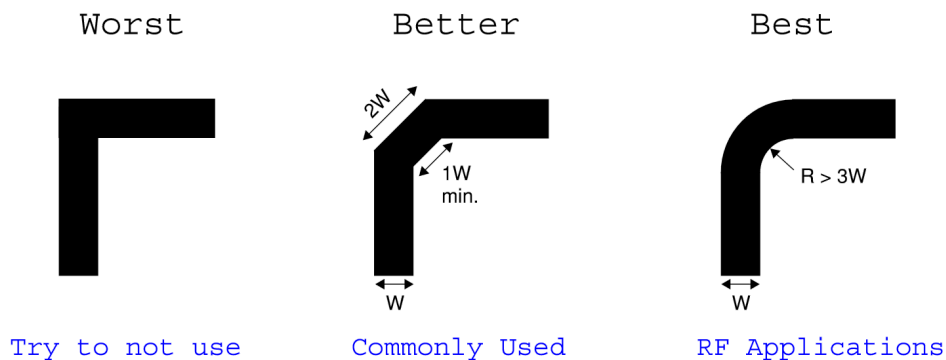 Worst
Better
Best
2W
1W
min.
R > 3W
W
W
Try to not use
Commonly Used
RF Applications